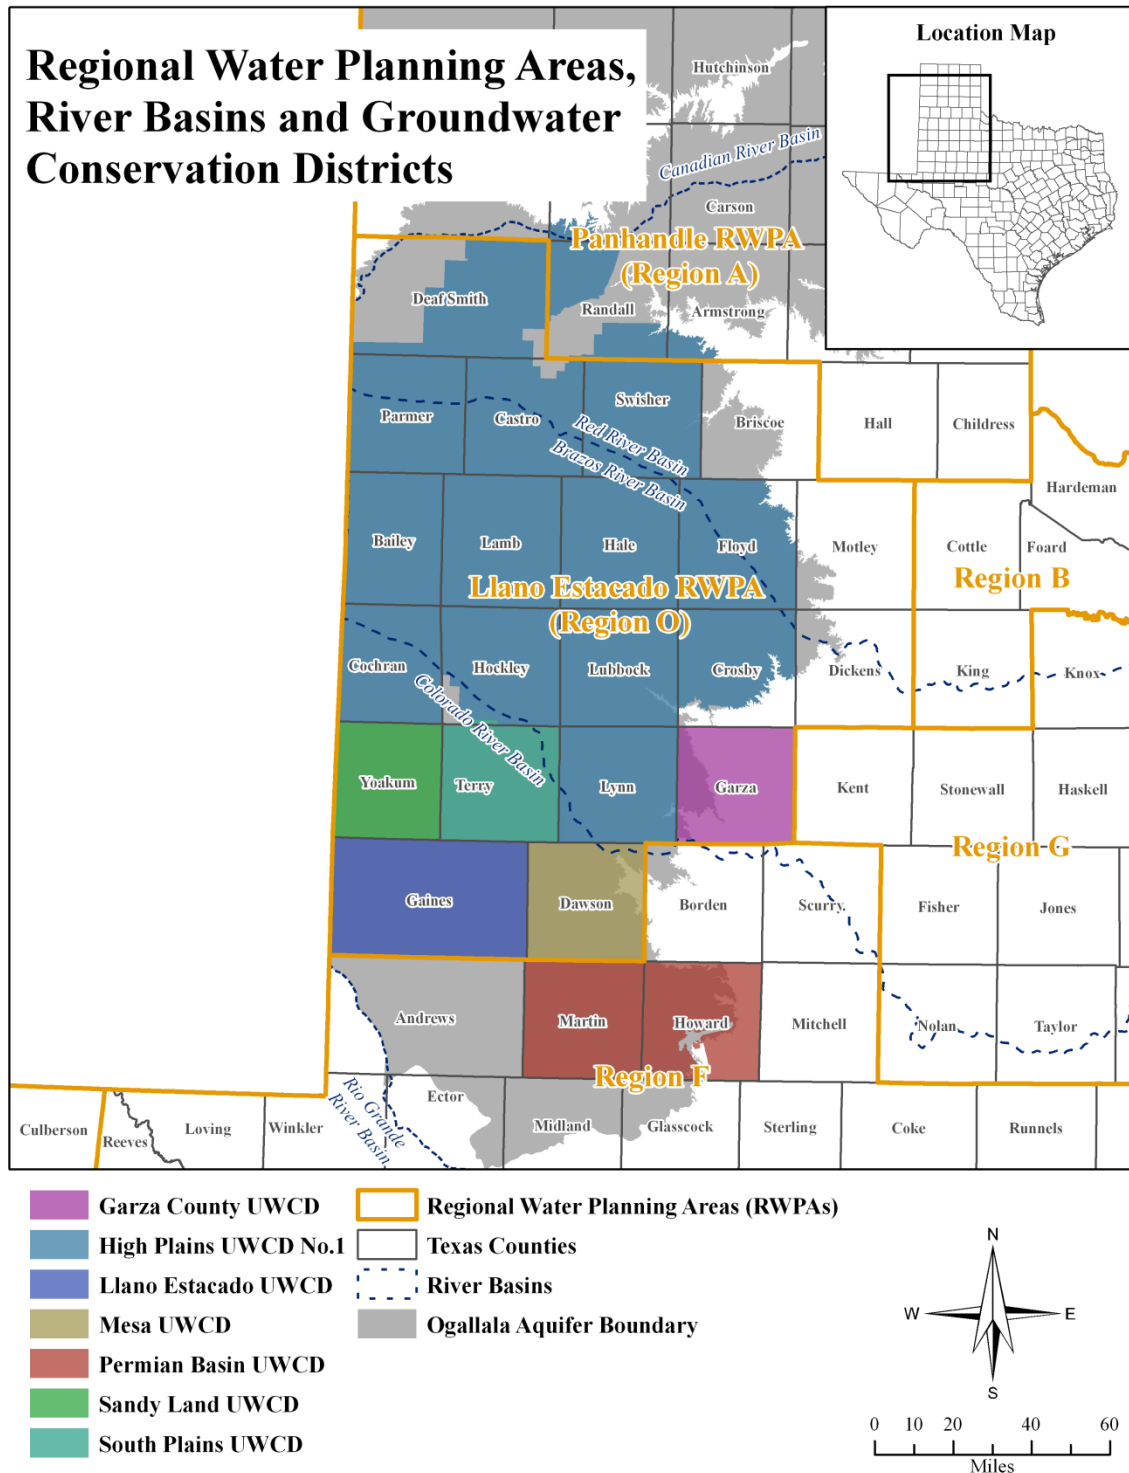 Regional Water Planning Areas,
River Basins and Groundwater
Conservation Districts
Location Map
Hutchinson
Canadian River Basin
Carson
Panhandle RWPA
(Region A)
Deaf Smith
Randall
Armstrong
Parmer
Castro
Swisher
Briscoe
Hall
Childress
Red River Basin
Brazos River Basin
Hardeman
Bailey
Lamb
Hale
Floyd
Motley
Cottle
Foard
Llano Estacado RWPA
(Region O)
Region B
Cochran
Hockley
Lubbock
Crosby
Dickens
King
Knox
Colorado River Basin
Yoakum
Terry
Lynn
Garza
Kent
Stonewall
Haskell
Region G
Gaines
Dawson
Borden
Scurry
Fisher
Jones
Andrews
Martin
Howard
Mitchell
Nolan
Taylor
Region F
Rio Grande
River Basin
Ector
Culberson
Reeves
Loving
Winkler
Midland
Glasscock
Sterling
Coke
Runnels
Garza County UWCD
High Plains UWCD No.1
Llano Estacado UWCD
Mesa UWCD
Permian Basin UWCD
Sandy Land UWCD
South Plains UWCD
Regional Water Planning Areas (RWPAs)
Texas Counties
River Basins
Ogallala Aquifer Boundary
N
W
E
S
0 10 20 40 60
Miles